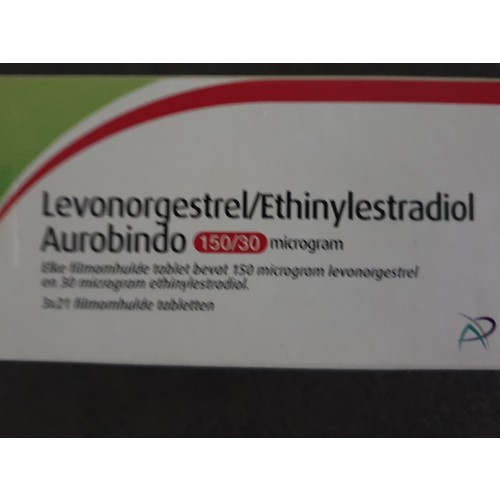 Levonorgestrel/Ethinylestradiol
Aurobindo 150/30 microgram
Elke filmomhulde tablet bevat 150 microgram levonorgestrel
en 30 microgram ethinylestradiol.
3x21 filmomhulde tabletten